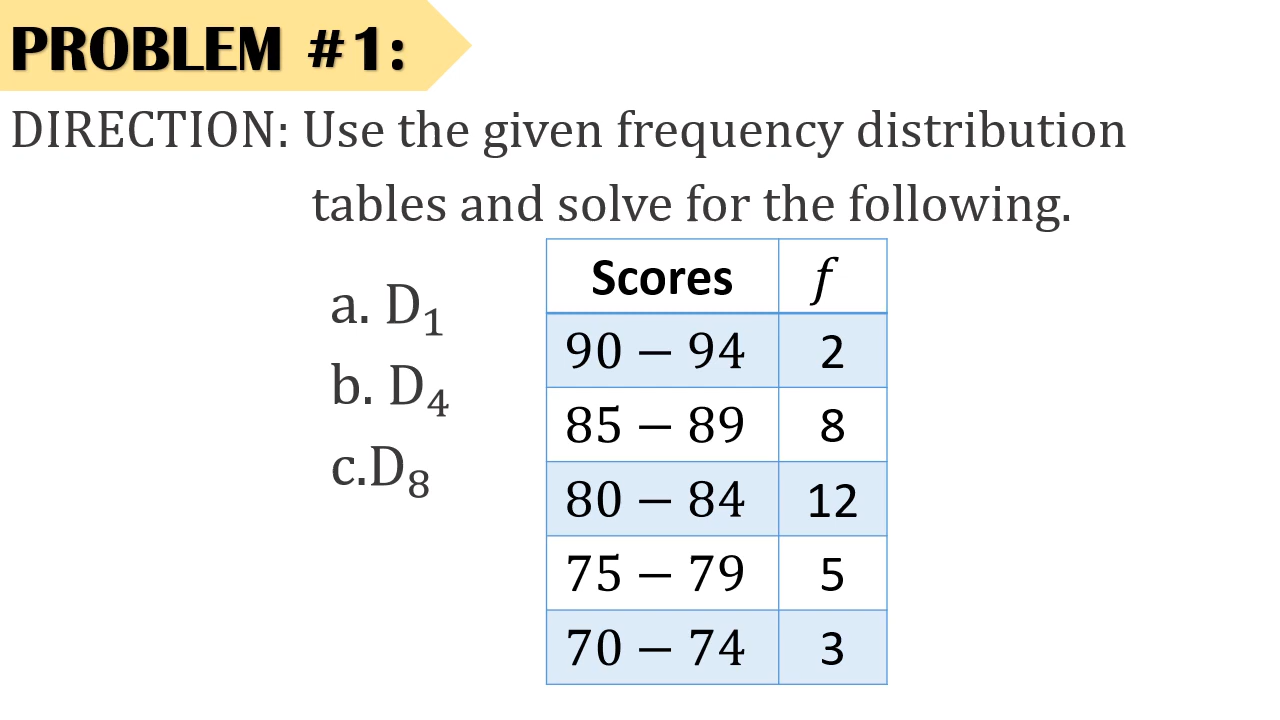 PROBLEM #1:
DIRECTION: Use the given frequency distribution
tables and solve for the following.
a. D₁
b. D₄
c.D₈
Scores f
90 – 94 2
85 – 89 8
80 – 84 12
75 – 79 5
70 – 74 3